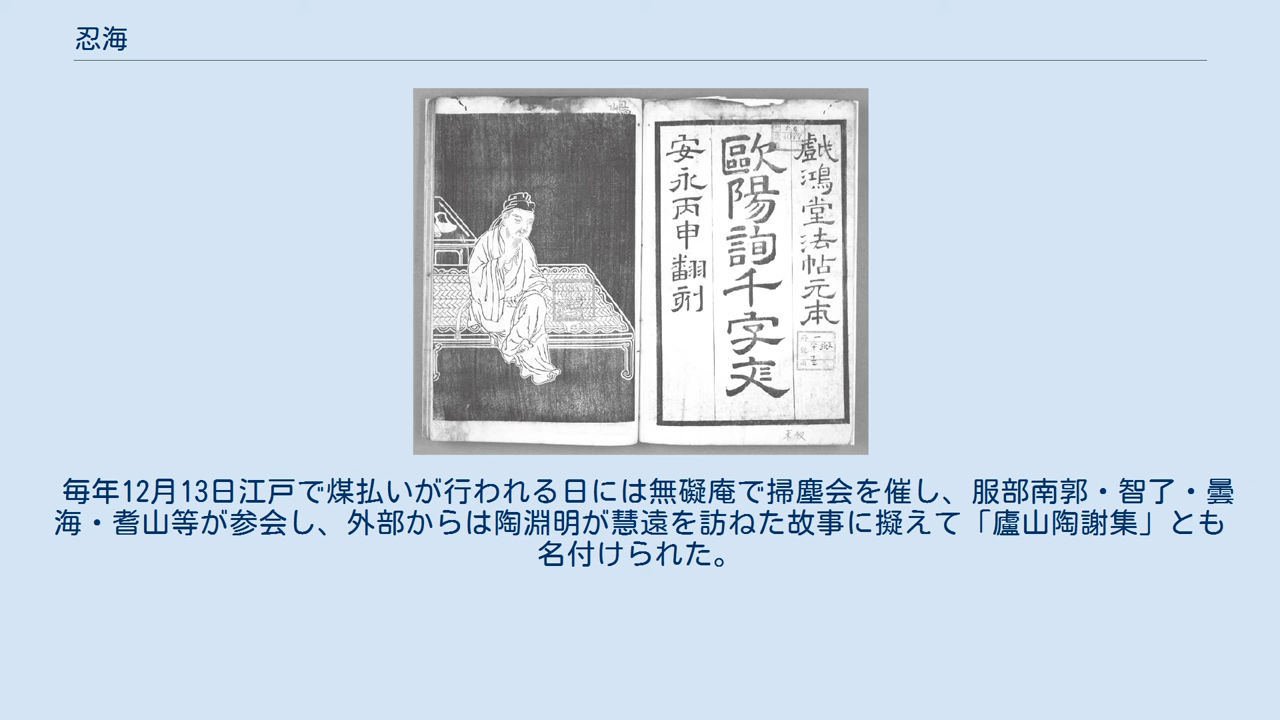 忍海
戯鴻堂法帖元本
歐陽詢千字文
安永丙申翻刻
毎年12月13日江戸で煤払いが行われる日には無礙庵で掃塵会を催し、服部南郭・智了・曇
海・耆山等が参会し、外部からは陶淵明が慧遠を訪ねた故事に擬えて「廬山陶謝集」とも
名付けられた。